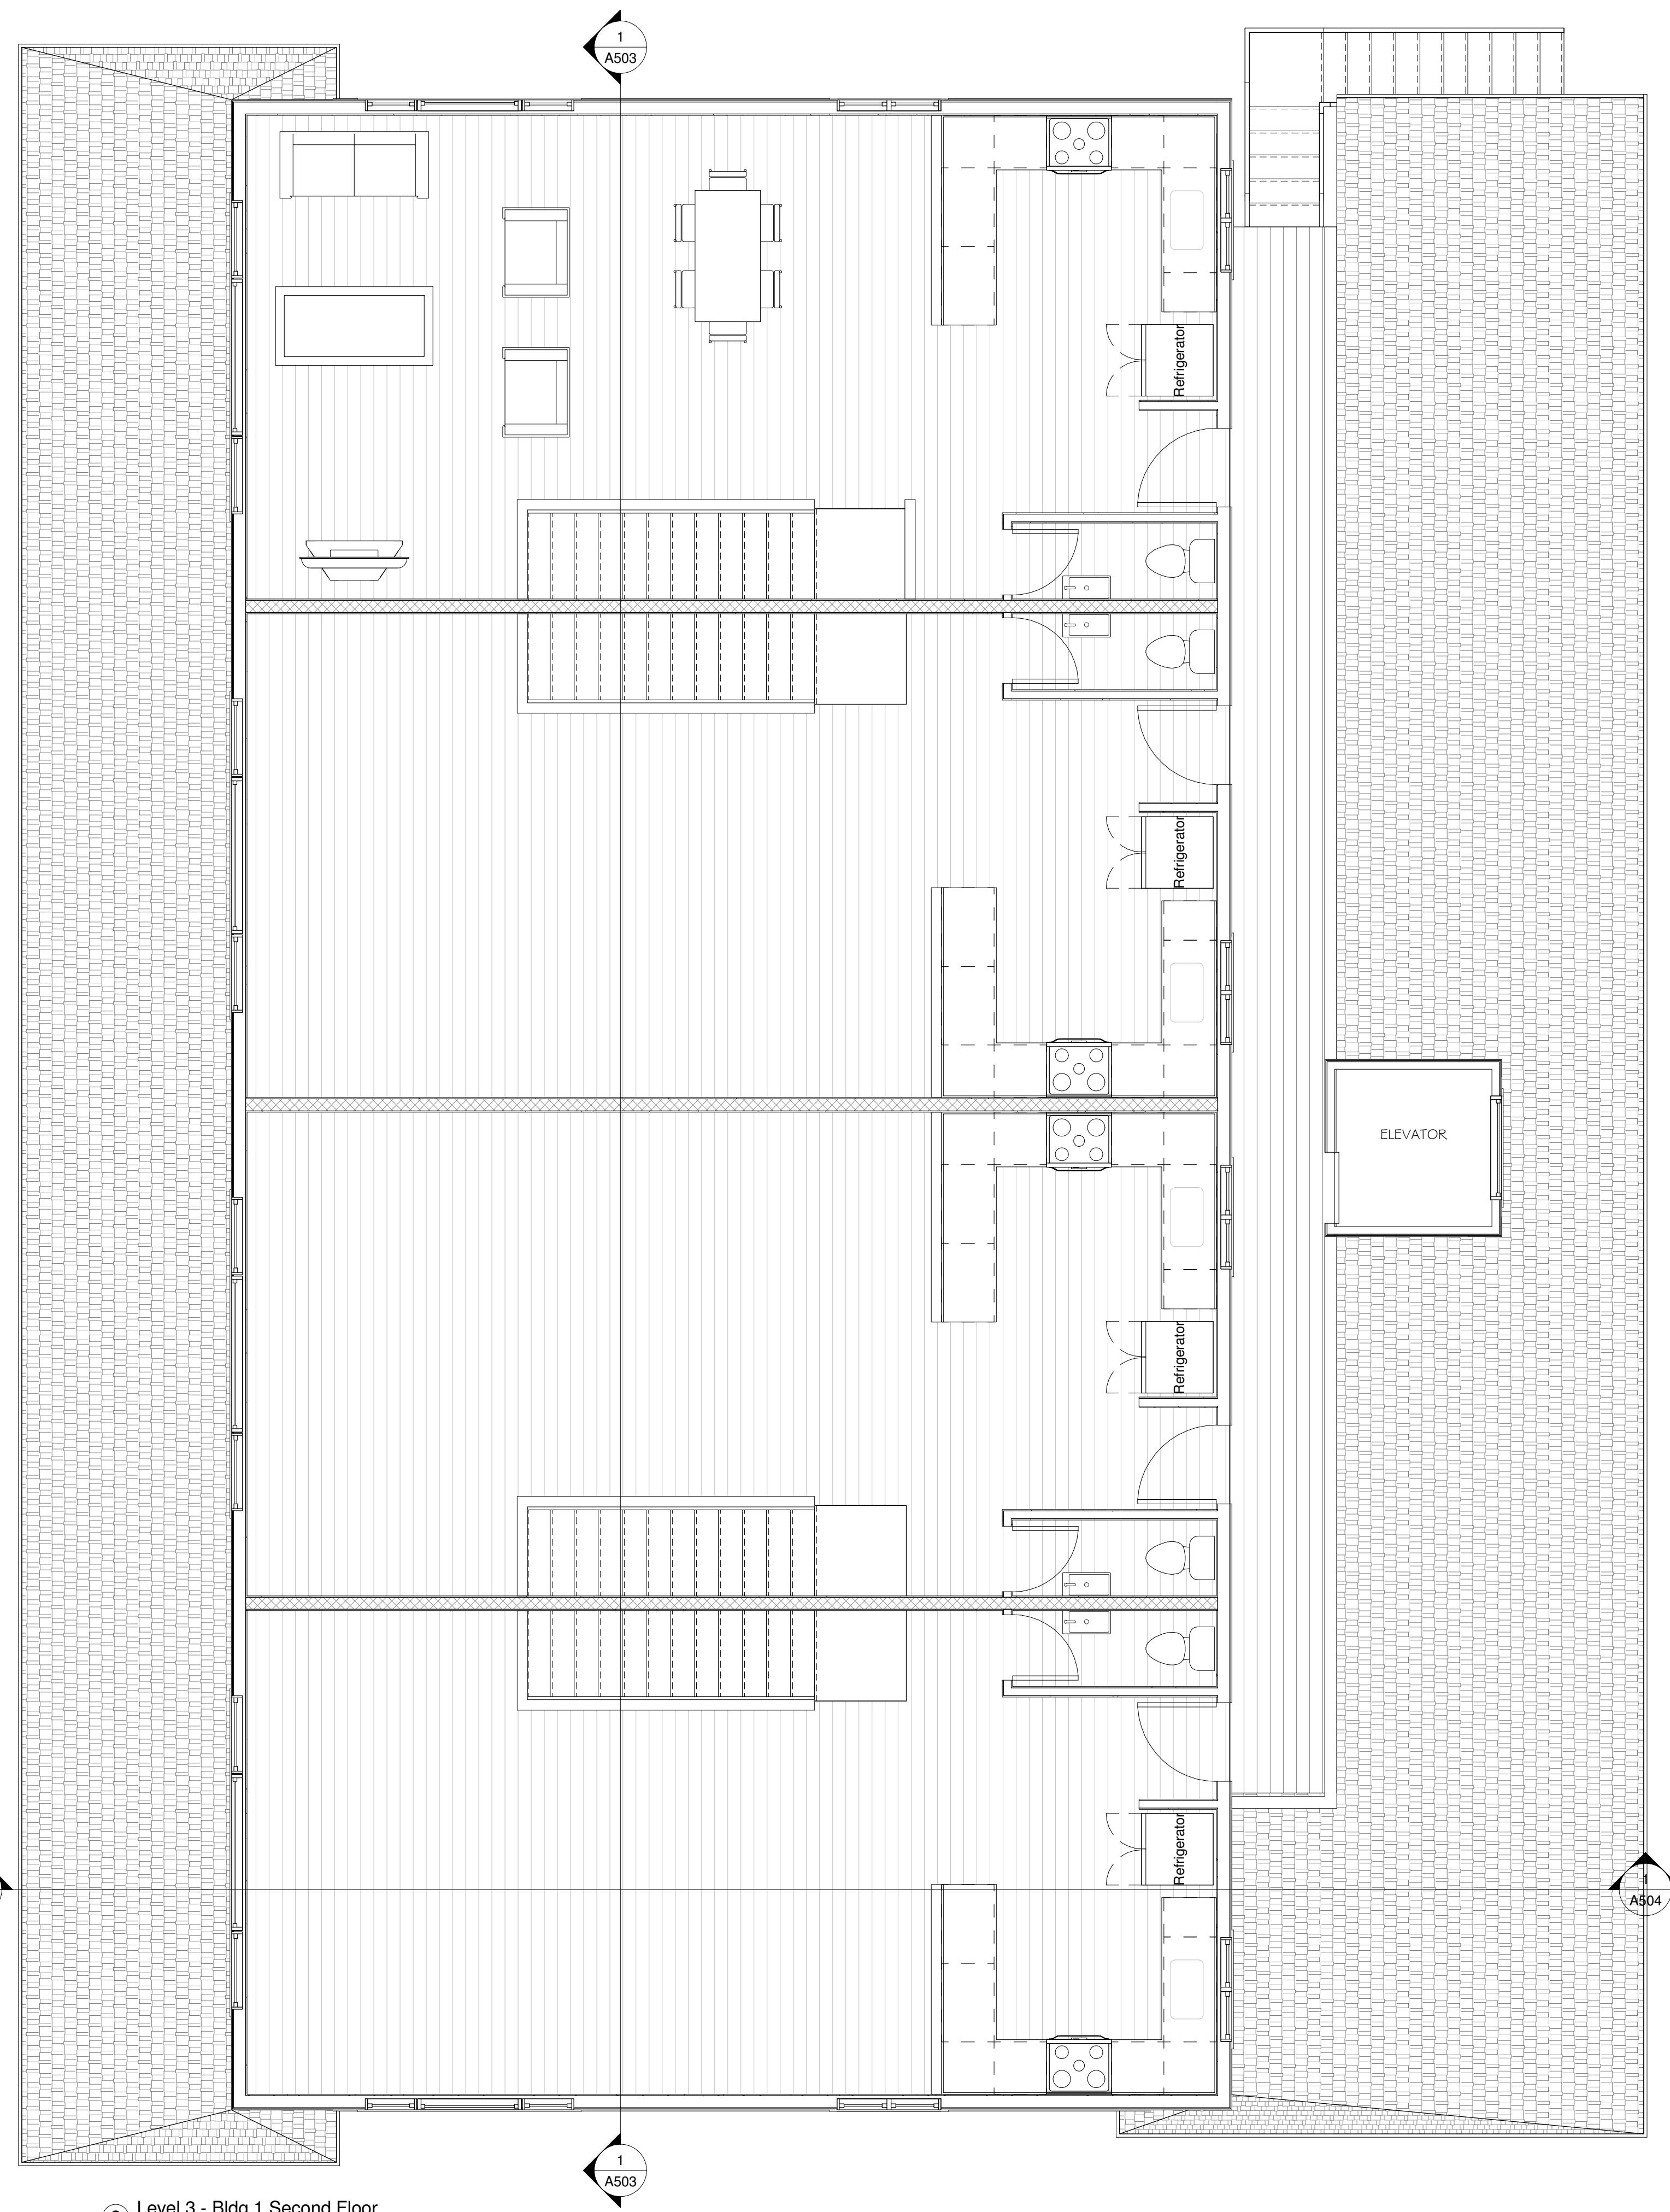 1
A503
Refrigerator
Refrigerator
ELEVATOR
Refrigerator
Refrigerator
1
A504
1
A503
Level 3 - Bldg 1 Second Floor